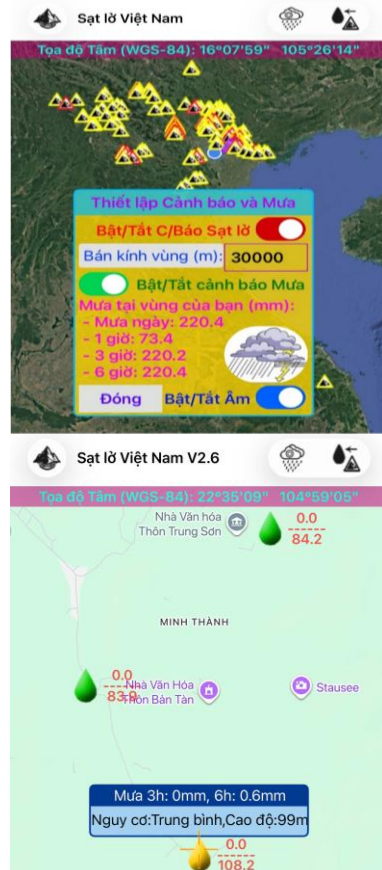 Sạt lở Việt Nam
Tọa độ Tâm (WGS-84): 16°07'59" 105°26'14"
Thiết lập Cảnh báo và Mưa
Bật/Tắt C/Báo Sạt lở
Bán kính vùng (m): 30000
Bật/Tắt cảnh báo Mưa
Mưa tại vùng của bạn (mm):
- Mưa ngày: 220.4
- 1 giờ: 73.4
- 3 giờ: 220.2
- 6 giờ: 220.4
Đóng Bật/Tắt Âm
Sạt lở Việt Nam V2.6
Tọa độ Tâm (WGS-84): 22°35'09" 104°59'05"
Nhà Văn hóa
Thôn Trung Sơn
0.0
84.2
MINH THÀNH
0.0
83.9
Nhà Văn Hóa
Thôn Bản Tàn
Stausee
Mưa 3h: 0mm, 6h: 0.6mm
Nguy cơ:Trung bình,Cao độ:99m
0.0
108.2